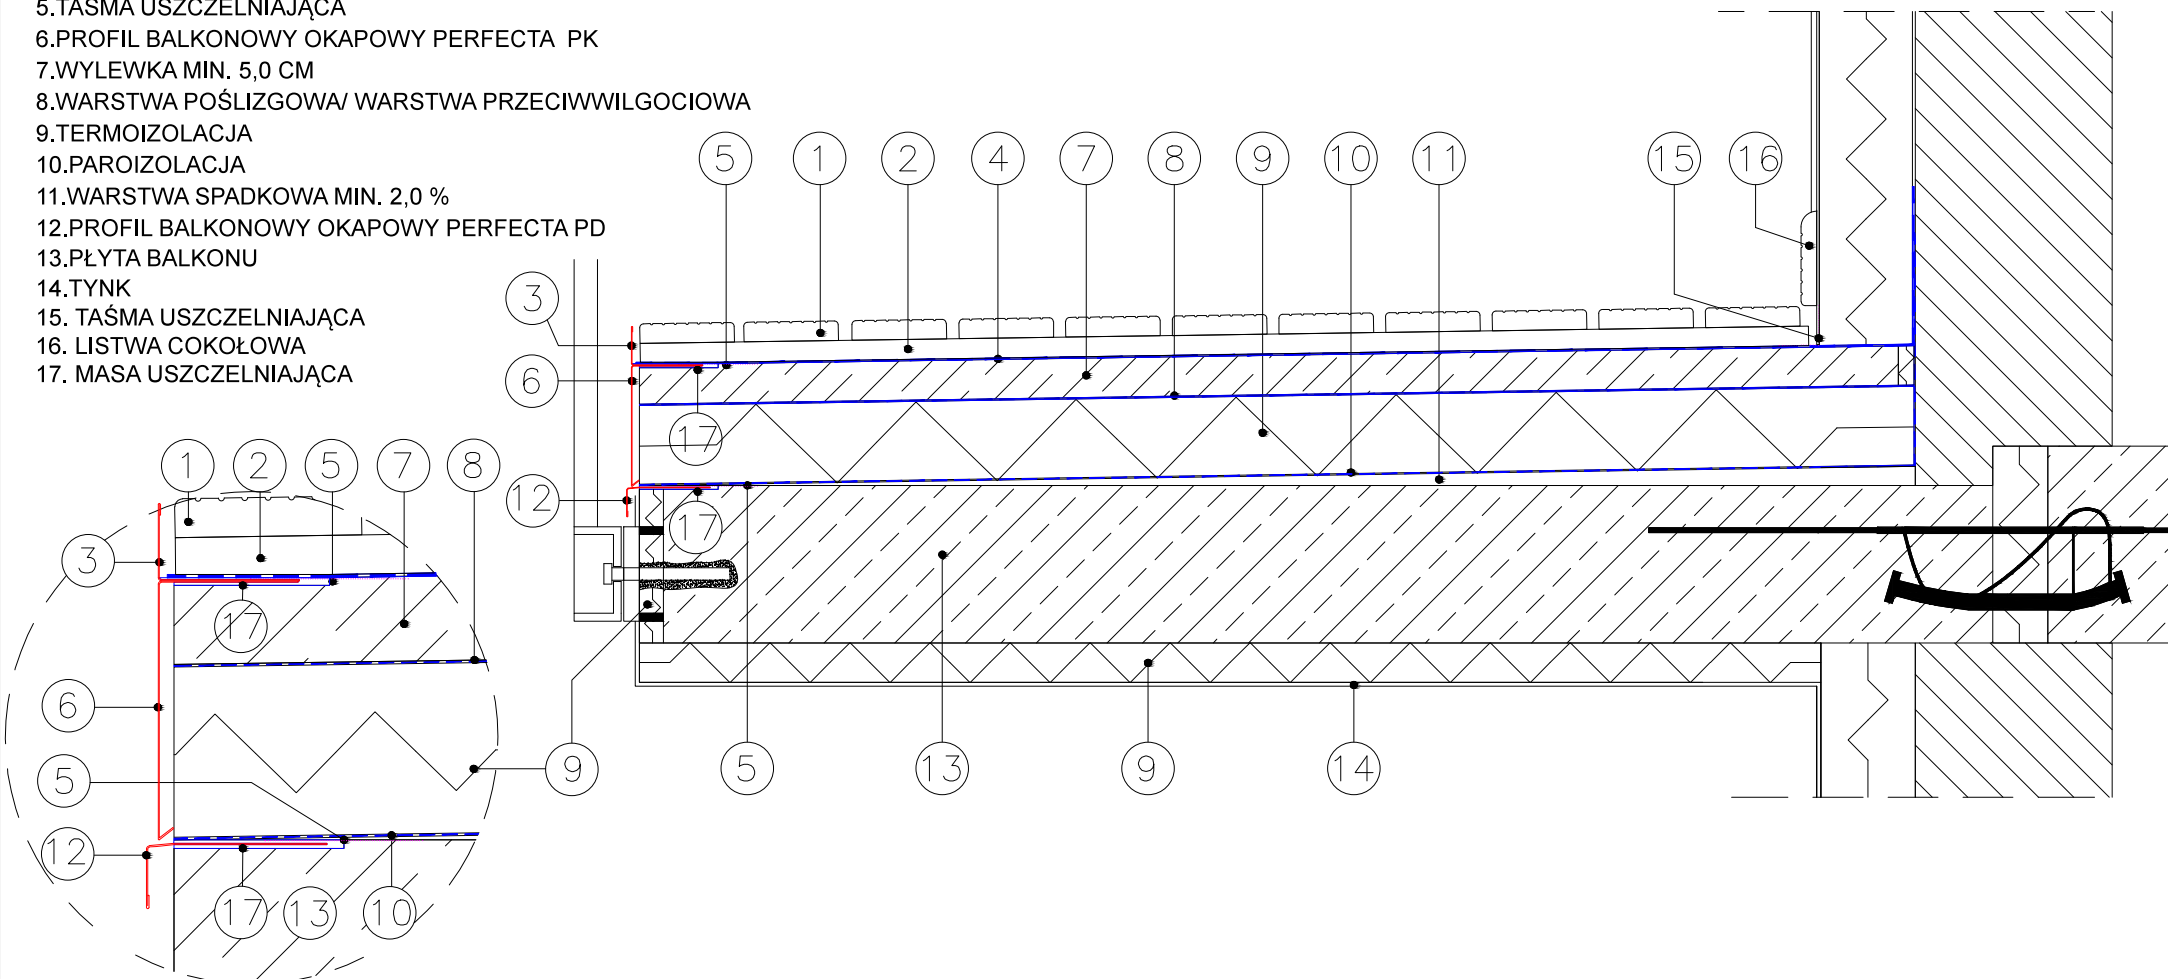 5.TAŚMA USZCZELNIAJĄCA
6.PROFIL BALKONOWY OKAPOWY PERFECTA PK
7.WYLEWKA MIN. 5,0 CM
8.WARSTWA POŚLIZGOWA/ WARSTWA PRZECIWWILGOCIOWA
9.TERMOIZOLACJA
10.PAROIZOLACJA
11.WARSTWA SPADKOWA MIN. 2,0 %
12.PROFIL BALKONOWY OKAPOWY PERFECTA PD
13.PŁYTA BALKONU
14.TYNK
15. TAŚMA USZCZELNIAJĄCA
16. LISTWA COKOŁOWA
17. MASA USZCZELNIAJĄCA
5 1 2 4 7 8 9 10 11 15 16
3
6
17
12
17
9 5 13 9 14
1 2 5 7 8
3
17
6
5
12
17 13 10